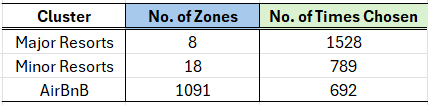 Cluster No. of Zones No. of Times Chosen
Major Resorts 8 1528
Minor Resorts 18 789
AirBnB 1091 692